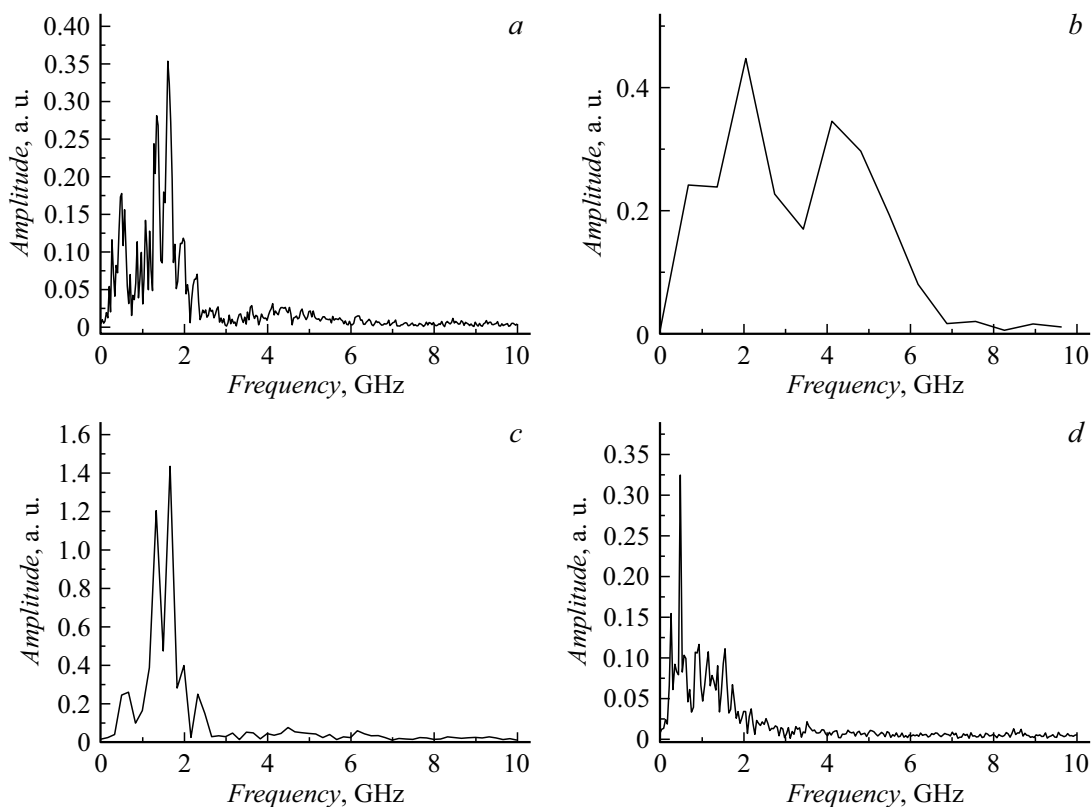 a
0.40
0.35
0.30
0.25
0.20
0.15
0.10
0.05
0
Amplitude, a. u.
0 2 4 6 8 10
Frequency, GHz
b
0.4
0.2
0
Amplitude, a. u.
0 2 4 6 8 10
Frequency, GHz
c
1.6
1.4
1.2
1.0
0.8
0.6
0.4
0.2
0
Amplitude, a. u.
0 2 4 6 8 10
Frequency, GHz
d
0.35
0.30
0.25
0.20
0.15
0.10
0.05
0
Amplitude, a. u.
0 2 4 6 8 10
Frequency, GHz